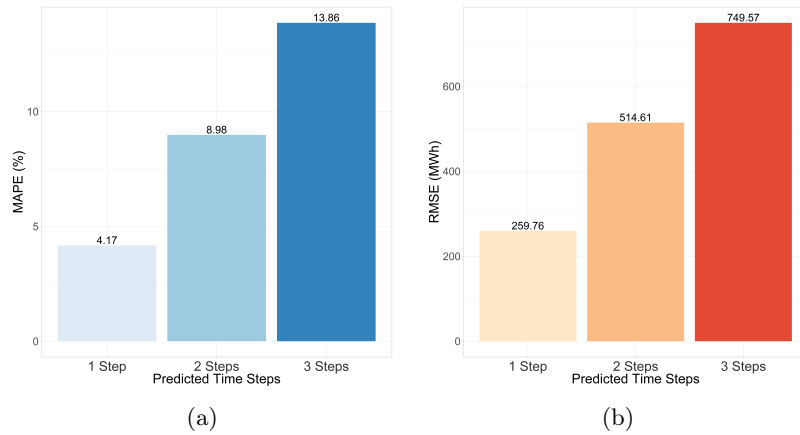 13.86
8.98
4.17
10
5
0
MAPE (%)
1 Step
2 Steps
3 Steps
Predicted Time Steps
(a)
749.57
514.61
259.76
600
400
200
0
RMSE (MWh)
1 Step
2 Steps
3 Steps
Predicted Time Steps
(b)